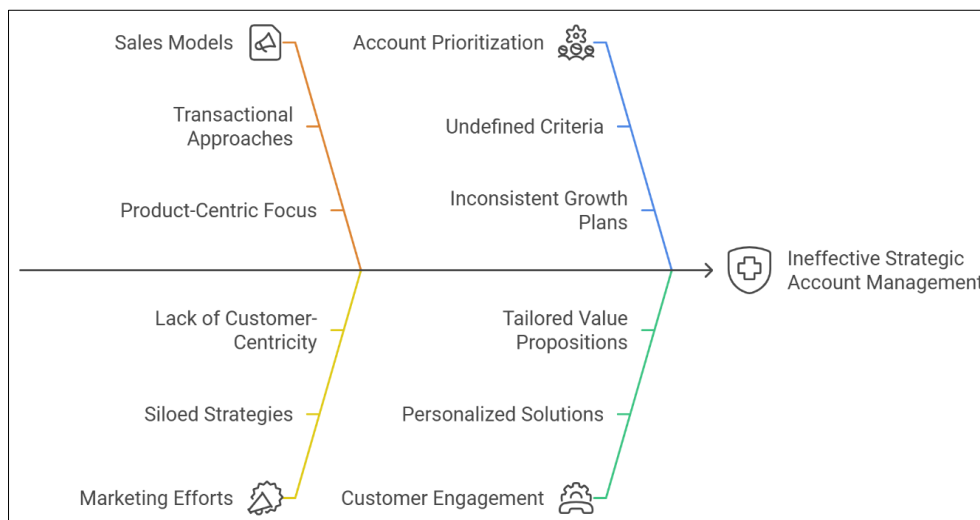 Sales Models
Account Prioritization
Transactional
Approaches
Undefined Criteria
Product-Centric Focus
Inconsistent Growth
Plans
Ineffective Strategic
Account Management
Lack of Customer-
Centricity
Tailored Value
Propositions
Siloed Strategies
Personalized Solutions
Marketing Efforts
Customer Engagement